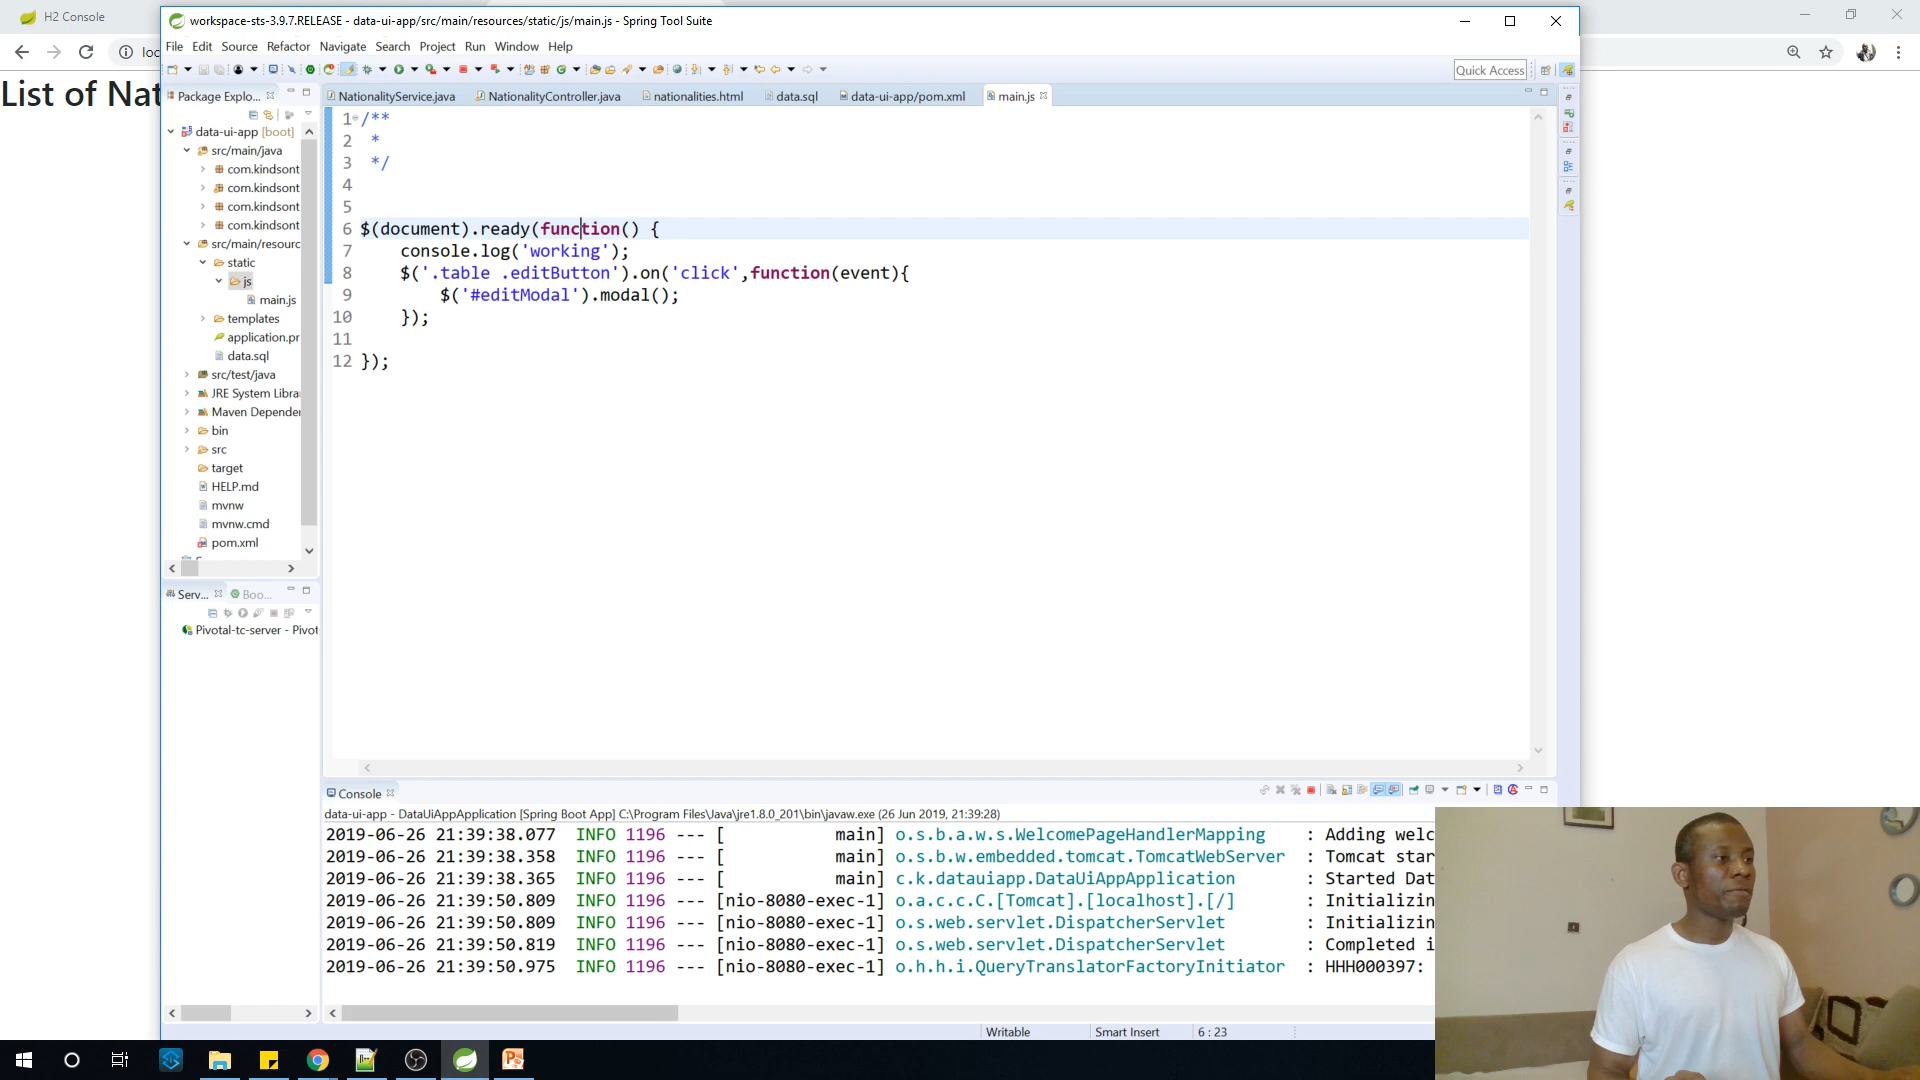 H2 Console
workspace-sts-3.9.7.RELEASE - data-ui-app/src/main/resources/static/js/main.js - Spring Tool Suite
File Edit Source Refactor Navigate Search Project Run Window Help
loc
List of Nat
Quick Access
Package Explo...
NationalityService.java NationalityController.java nationalities.html data.sql data-ui-app/pom.xml main.js
data-ui-app [boot]
src/main/java
com.kindsont
com.kindsont
com.kindsont
com.kindsont
src/main/resourc
static
js
main.js
templates
application.pr
data.sql
src/test/java
JRE System Libra
Maven Depender
bin
src
target
HELP.md
mvnw
mvnw.cmd
pom.xml
1 /**
2 *
3 */
4
5
6 $(document).ready(function() {
7 console.log('working');
8 $('.table .editButton').on('click',function(event){
9 $('#editModal').modal();
10 });
11
12 });
Serv... Boo...
Pivotal-tc-server - Pivot
Console
data-ui-app - DataUiAppApplication [Spring Boot App] C:\Program Files\Java\jre1.8.0_201\bin\javaw.exe (26 Jun 2019, 21:39:28)
2019-06-26 21:39:38.077 INFO 1196 --- [ main] o.s.b.a.w.s.WelcomePageHandlerMapping : Adding welc
2019-06-26 21:39:38.358 INFO 1196 --- [ main] o.s.b.w.embedded.tomcat.TomcatWebServer : Tomcat star
2019-06-26 21:39:38.365 INFO 1196 --- [ main] c.k.datauiapp.DataUiAppApplication : Started Dat
2019-06-26 21:39:50.809 INFO 1196 --- [nio-8080-exec-1] o.a.c.c.C.[Tomcat].[localhost].[/] : Initializin
2019-06-26 21:39:50.809 INFO 1196 --- [nio-8080-exec-1] o.s.web.servlet.DispatcherServlet : Initializin
2019-06-26 21:39:50.819 INFO 1196 --- [nio-8080-exec-1] o.s.web.servlet.DispatcherServlet : Completed i
2019-06-26 21:39:50.975 INFO 1196 --- [nio-8080-exec-1] o.h.h.i.QueryTranslatorFactoryInitiator : HHH000397:
Writable Smart Insert 6 : 23